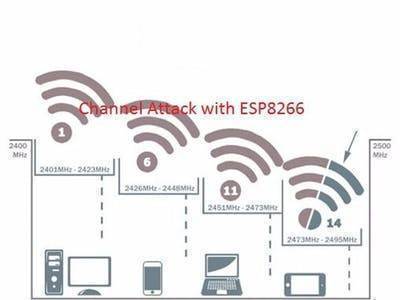 Channel Attack with ESP8266
1
2400
MHz
2500
MHz
6
2401MHz - 2423MHz
11
2426MHz - 2448MHz
2451MHz - 2473MHz
14
2473MHz - 2495MHz